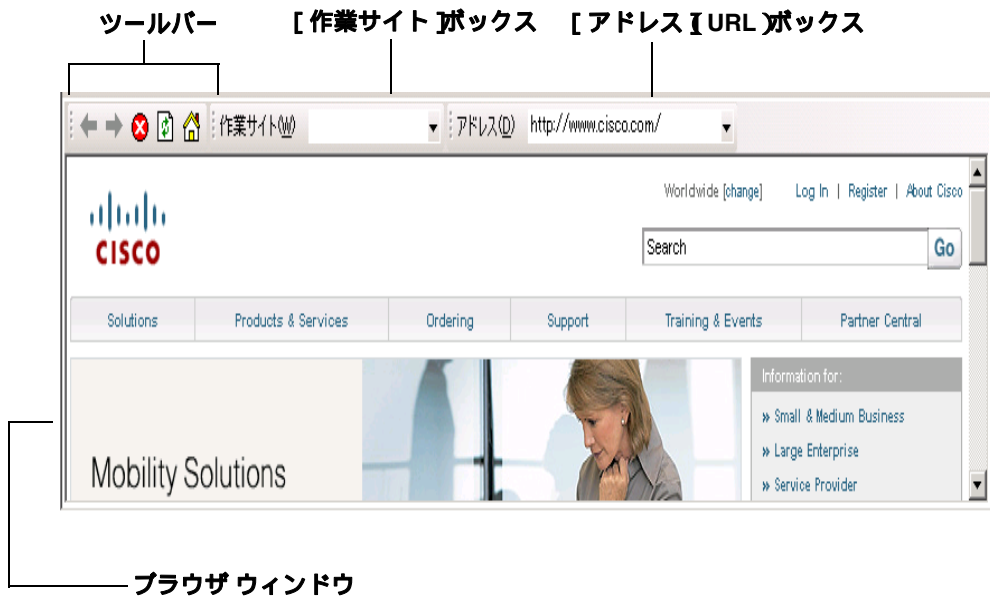 ツールバー
[ 作業サイト ]ボックス
[ アドレス ](URL )ボックス
作業サイト(W)
アドレス(D)
http://www.cisco.com/
Worldwide [change]
Log In | Register | About Cisco
CISCO
Search
Go
Solutions
Products & Services
Ordering
Support
Training & Events
Partner Central
Mobility Solutions
Information for:
» Small & Medium Business
» Large Enterprise
» Service Provider
ブラウザ ウィンドウ